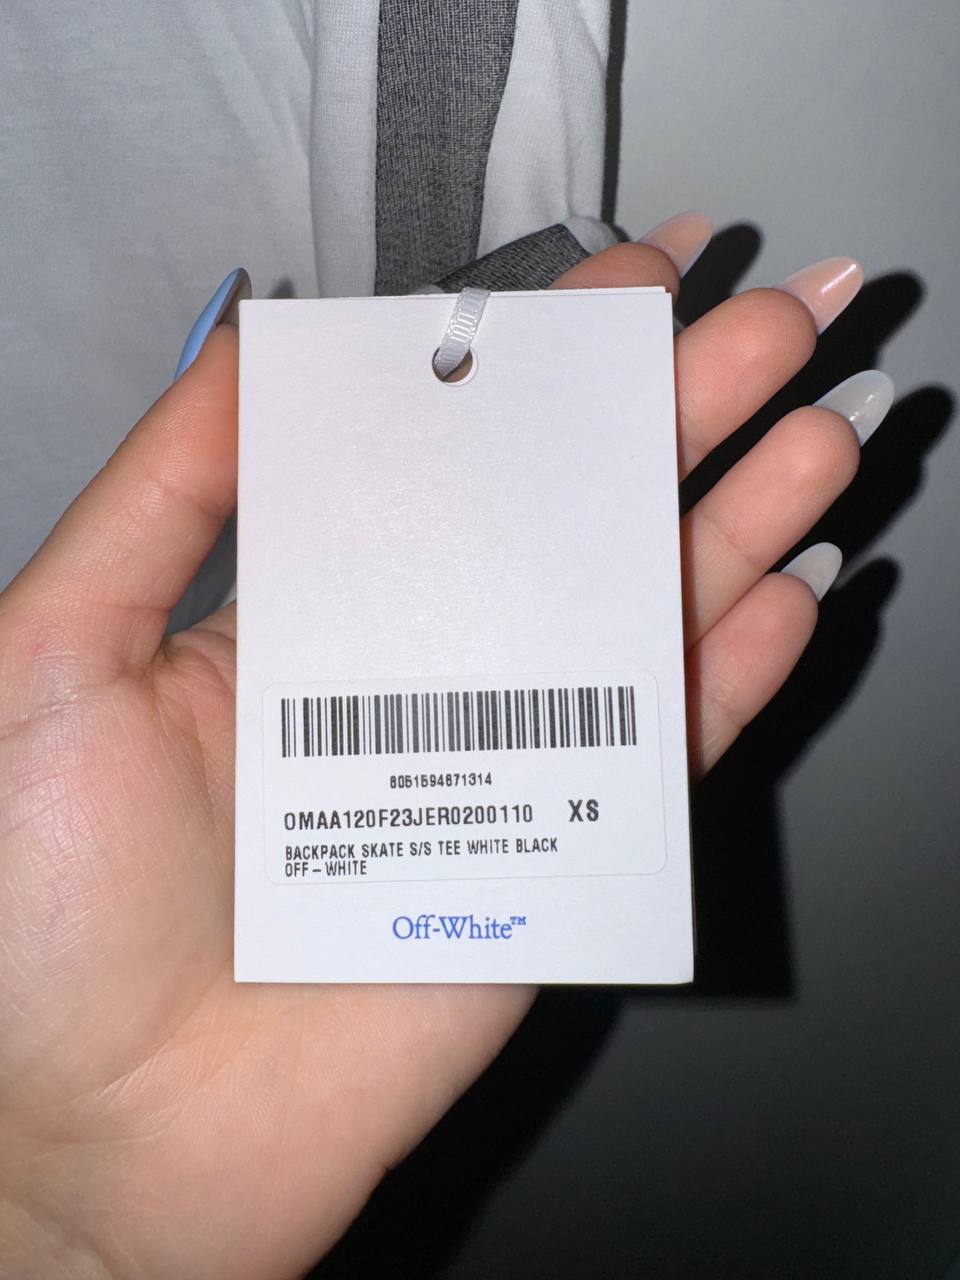 8051594671314
OMAA120F23JER0200110 XS
BACKPACK SKATE S/S TEE WHITE BLACK
OFF-WHITE
Off-White™